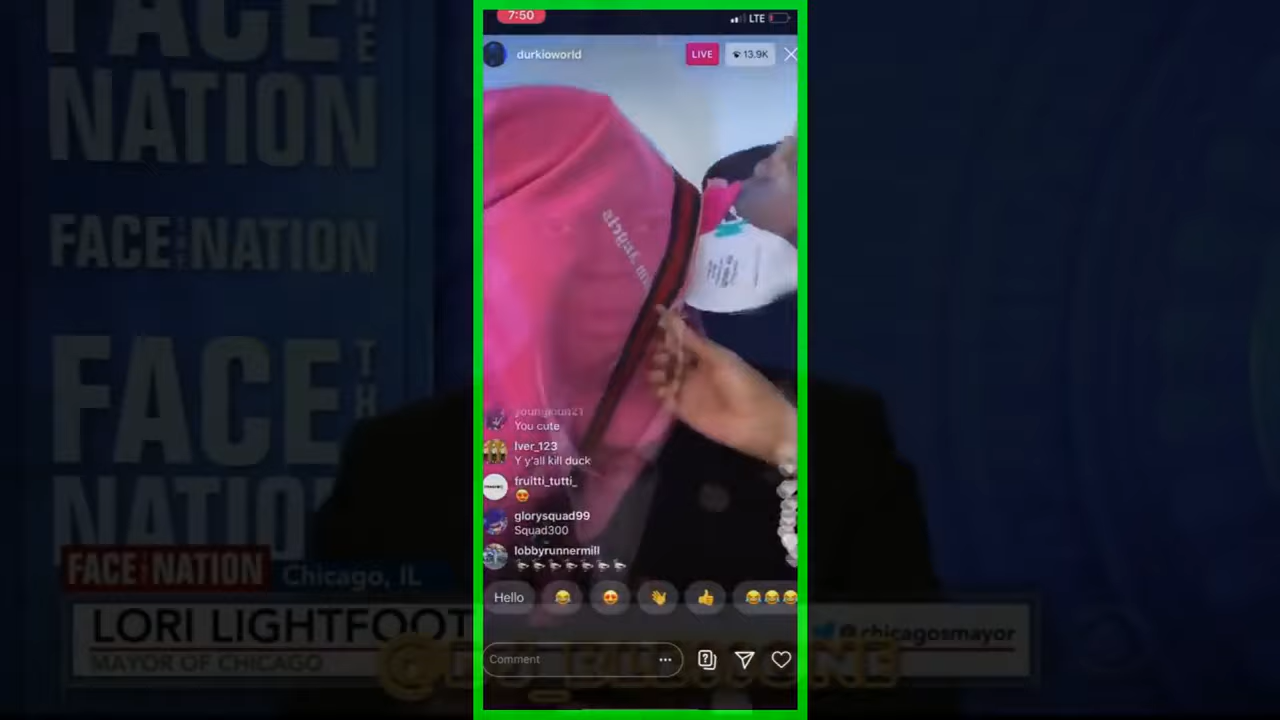 FACE
THE
NATION
FACE THE NATION
FACE
NATION
FACE THE NATION
Chicago, IL
LORI LIGHTFOOT
MAYOR OF CHICAGO
@chicagosmayor
7:50
LTE
durkioworld
LIVE
13.9K
You cute
lver_123
Y y'all kill duck
fruitti_tutti_
glorysquad99
Squad300
lobbyrunnermill
Hello
Comment